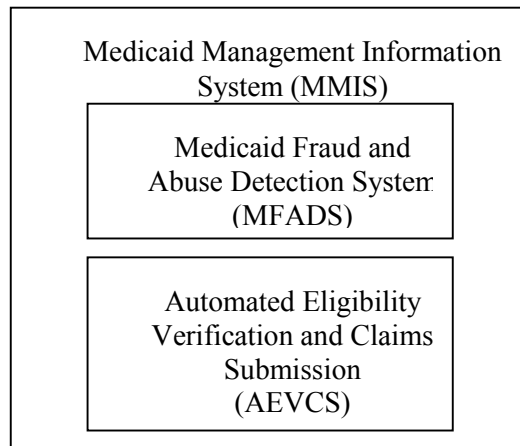 Medicaid Management Information
System (MMIS)
Medicaid Fraud and
Abuse Detection System
(MFADS)
Automated Eligibility
Verification and Claims
Submission
(AEVCS)